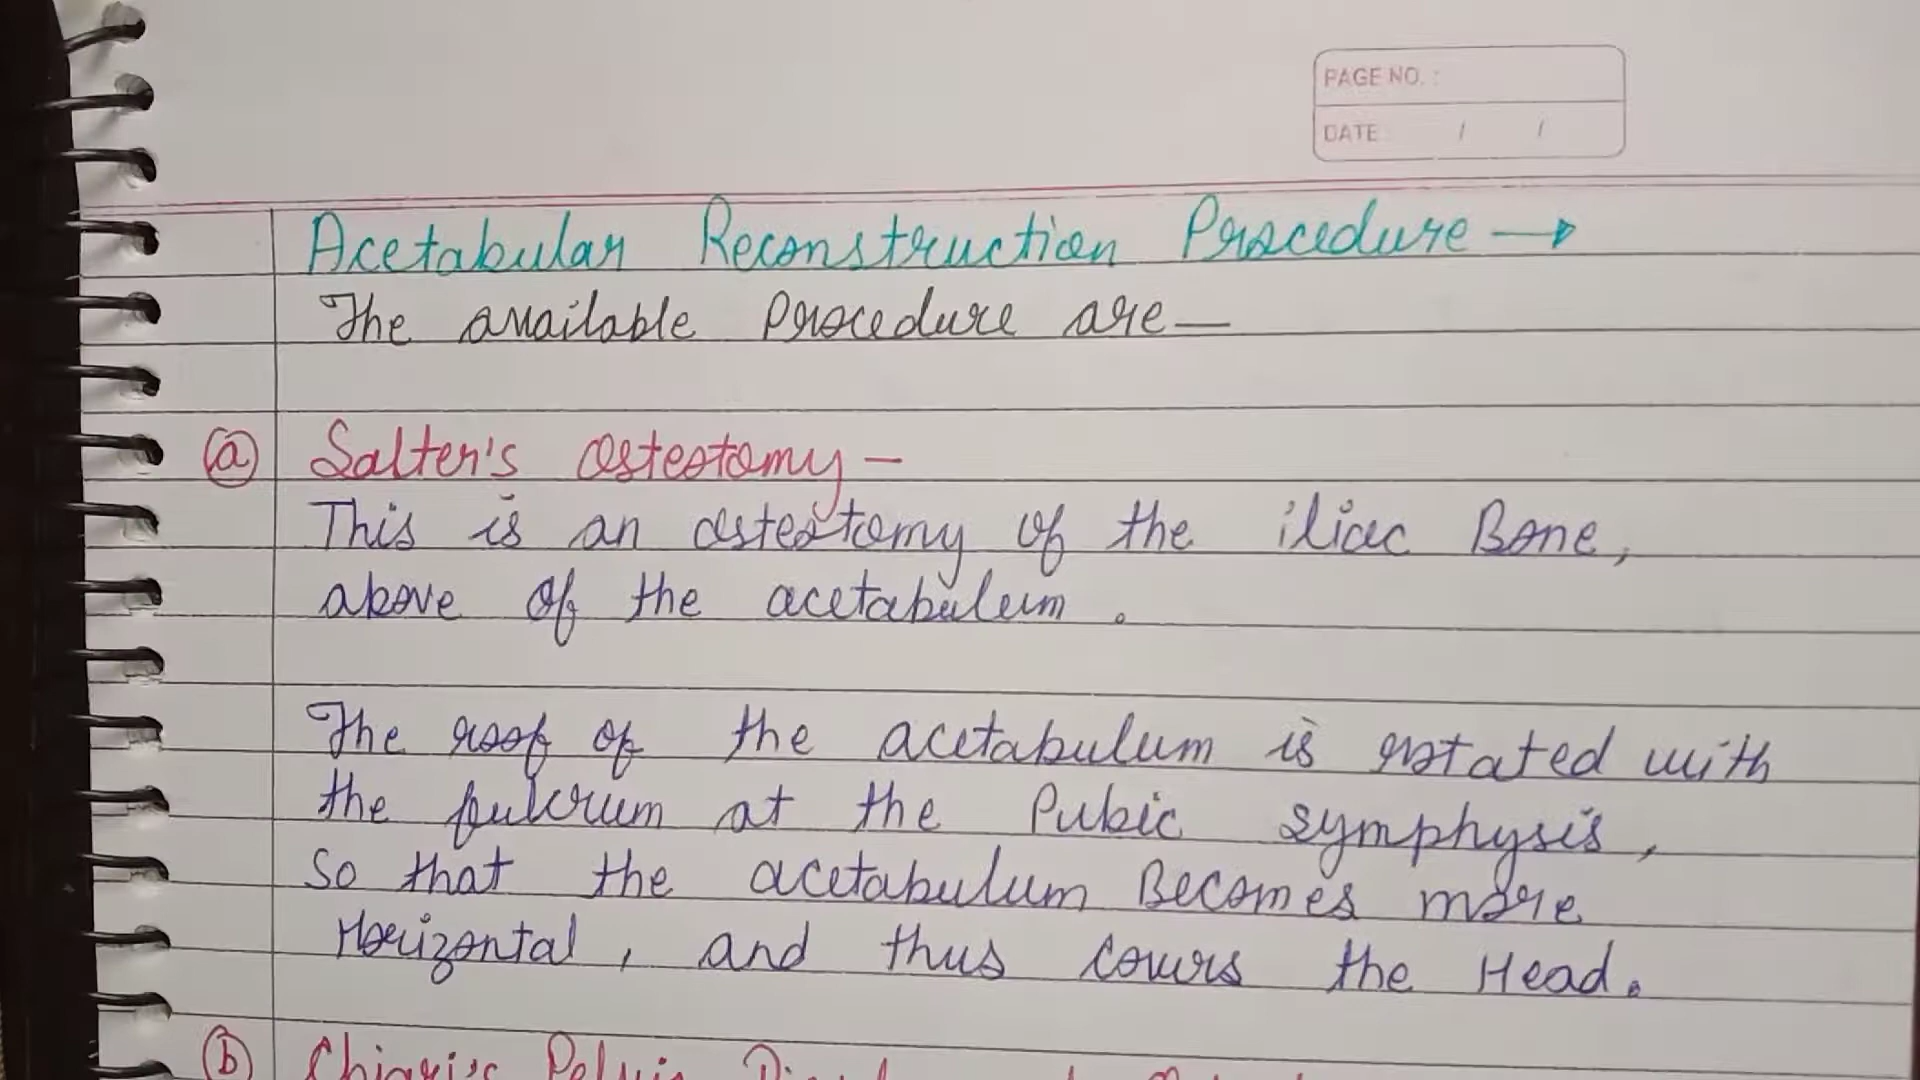 PAGE NO. :
DATE / /
Acetabular Reconstruction Procedure →
The available Procedure are —
(a) Salter's Osteotomy -
This is an osteotomy of the iliac Bone,
above of the acetabulum.
The roof of the acetabulum is rotated with
the fulcrum at the Pubic symphysis,
So that the acetabulum Becomes more
Horizontal, and thus covers the Head.
(b) Chiari's Pelvic